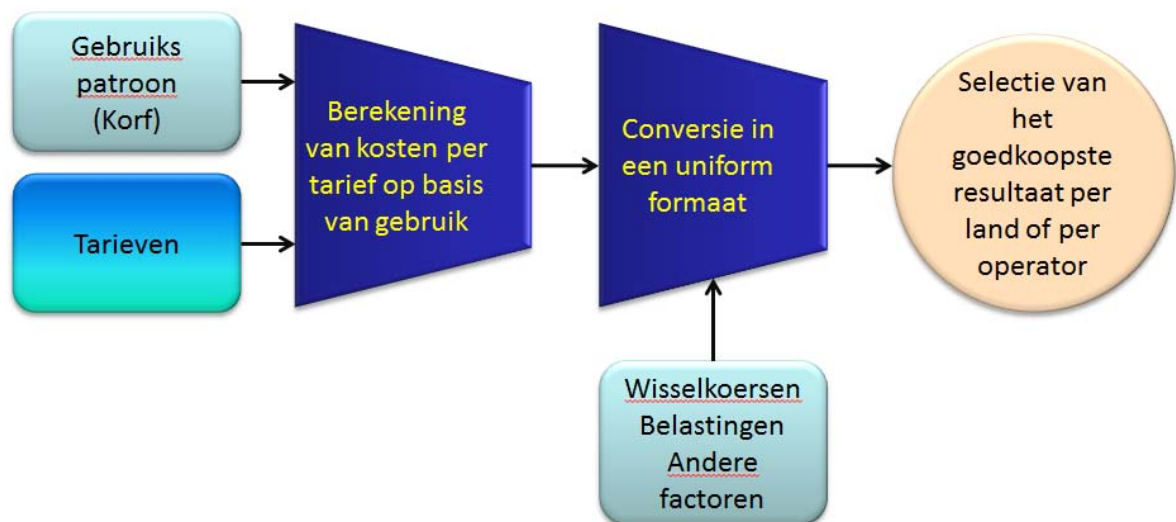 Gebruiks
patroon
(Korf)
Tarieven
Berekening
van kosten per
tarief op basis
van gebruik
Conversie in
een uniform
formaat
Wisselkoersen
Belastingen
Andere
factoren
Selectie van
het
goedkoopste
resultaat per
land of per
operator